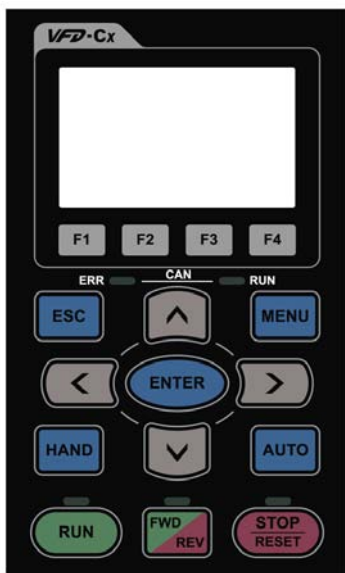 VFD-Cx
F1 F2 F3 F4
ERR CAN RUN
ESC MENU
ENTER
HAND AUTO
RUN FWD REV STOP RESET